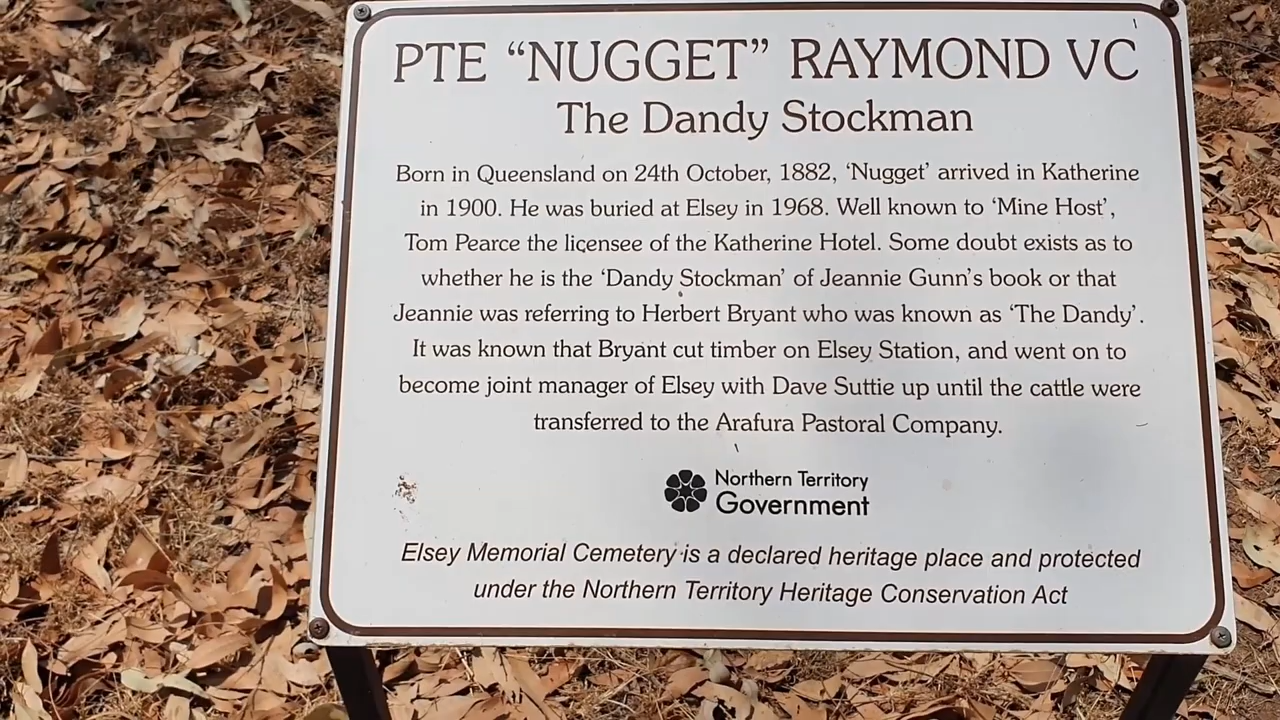 PTE “NUGGET” RAYMOND VC
The Dandy Stockman
Born in Queensland on 24th October, 1882, ‘Nugget’ arrived in Katherine
in 1900. He was buried at Elsey in 1968. Well known to ‘Mine Host’,
Tom Pearce the licensee of the Katherine Hotel. Some doubt exists as to
whether he is the ‘Dandy Stockman’ of Jeannie Gunn’s book or that
Jeannie was referring to Herbert Bryant who was known as ‘The Dandy’.
It was known that Bryant cut timber on Elsey Station, and went on to
become joint manager of Elsey with Dave Suttie up until the cattle were
transferred to the Arafura Pastoral Company.
Northern Territory
Government
Elsey Memorial Cemetery is a declared heritage place and protected
under the Northern Territory Heritage Conservation Act